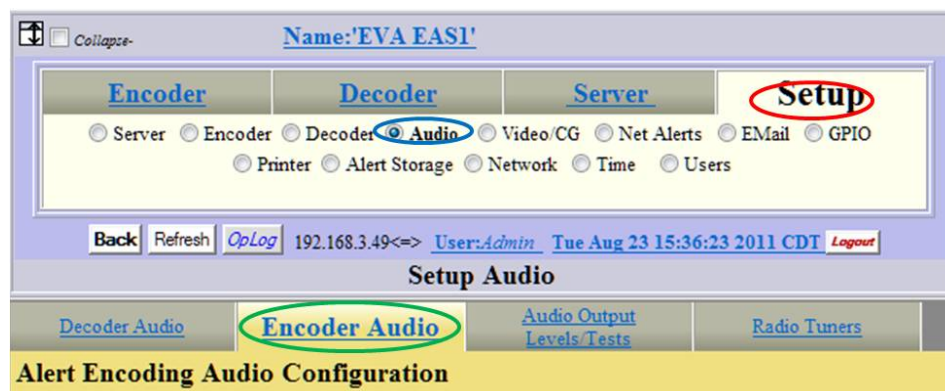 Collapse- Name:'EVA EAS1'
Encoder Decoder Server Setup
Server Encoder Decoder Audio Video/CG Net Alerts EMail GPIO
Printer Alert Storage Network Time Users
Back Refresh OpLog 192.168.3.49<=> User:Admin Tue Aug 23 15:36:23 2011 CDT Logout
Setup Audio
Decoder Audio Encoder Audio Audio Output Levels/Tests Radio Tuners
Alert Encoding Audio Configuration